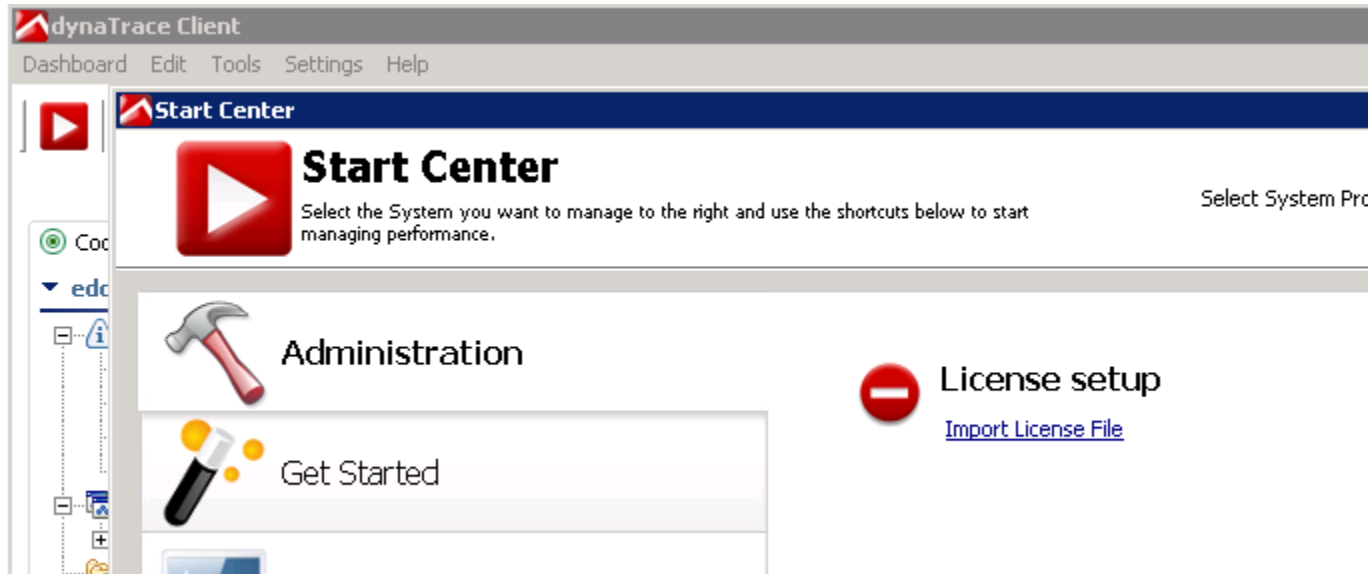 dynaTrace Client
Dashboard Edit Tools Settings Help
Start Center
Start Center
Select the System you want to manage to the right and use the shortcuts below to start
managing performance.
Select System Pro
Coc
edc
Administration
License setup
Import License File
Get Started